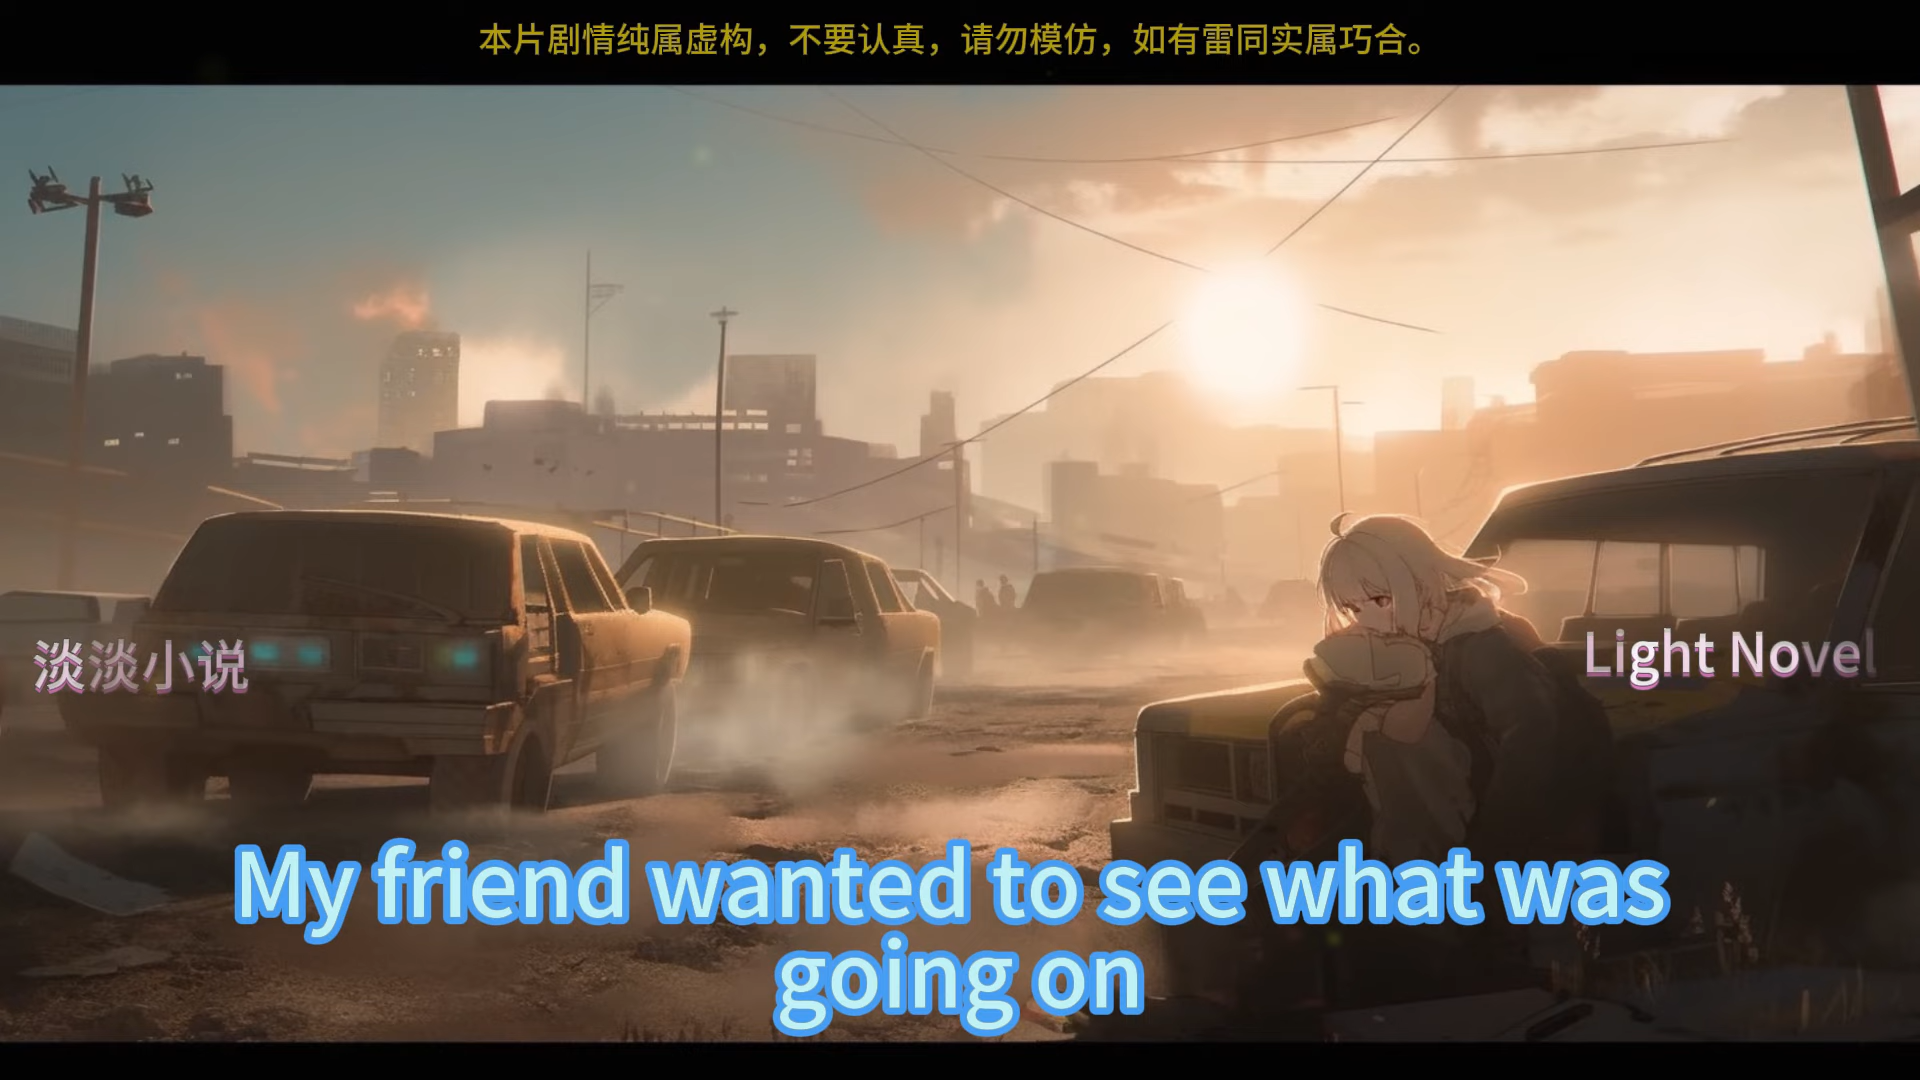 本片剧情纯属虚构，不要认真，请勿模仿，如有雷同实属巧合。
淡淡小说
Light Novel
My friend wanted to see what was
going on